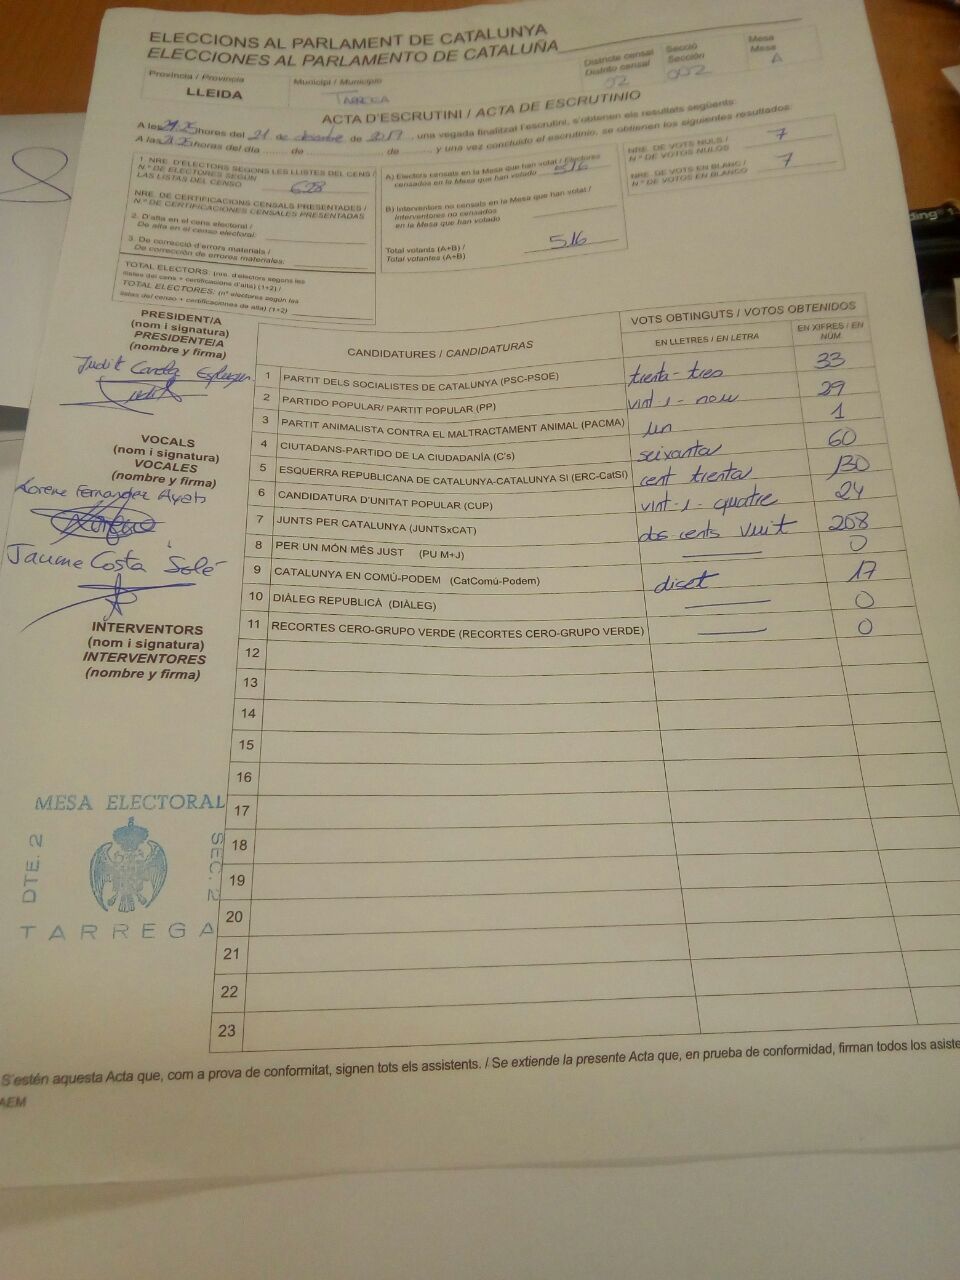 ELECCIONS AL PARLAMENT DE CATALUNYA
ELECCIONES AL PARLAMENTO DE CATALUÑA
Província / Provincia
LLEIDA
Municipi / Municipio
TARREGA
Districte censal
Distrito censal
02
Secció
Sección
002
Mesa
Mesa
A
ACTA D'ESCRUTINI / ACTA DE ESCRUTINIO
A les 21:25 hores del 21 de desembre de 2017, una vegada finalitzat l'escrutini, s'obtenen els resultats següents:
A las 21:25 horas del día ...... de ...... de ...... y una vez concluido el escrutinio, se obtienen los siguientes resultados:
1. NRE. D'ELECTORS SEGONS LES LLISTES DEL CENS /
N.º DE ELECTORES SEGÚN
LAS LISTAS DEL CENSO
628
NRE. DE CERTIFICACIONS CENSALS PRESENTADES /
N.º DE CERTIFICACIONES CENSALES PRESENTADAS
2. D'alta en el cens electoral /
De alta en el censo electoral:
3. De correcció d'errors materials /
De corrección de errores materiales:
TOTAL ELECTORS: (nre. d'electors segons les
llistes del cens + certificacions d'alta) (1+2) /
TOTAL ELECTORES: (nº electores según las
listas del censo + certificaciones de alta) (1+2)
A) Electors censats en la Mesa que han votat / Electores
censados en la Mesa que han votado 516
B) Interventors no censats en la Mesa que han votat /
Interventores no censados
en la Mesa que han votado
Total votants (A+B) /
Total votantes (A+B)
516
NRE. DE VOTS NULS /
N.º DE VOTOS NULOS
7
NRE. DE VOTS EN BLANC /
N.º DE VOTOS EN BLANCO
7
PRESIDENT/A
(nom i signatura)
PRESIDENTE/A
(nombre y firma)
Judit
VOCALS
(nom i signatura)
VOCALES
(nombre y firma)
Lorena Fernandez
Jaume Costa Solé
INTERVENTORS
(nom i signatura)
INTERVENTORES
(nombre y firma)
CANDIDATURES / CANDIDATURAS
VOTS OBTINGUTS / VOTOS OBTENIDOS
EN LLETRES / EN LETRA
EN XIFRES / EN NÚM.
1 PARTIT DELS SOCIALISTES DE CATALUNYA (PSC-PSOE) trenta-tres 33
2 PARTIDO POPULAR/ PARTIT POPULAR (PP) vint-i-nou 29
3 PARTIT ANIMALISTA CONTRA EL MALTRACTAMENT ANIMAL (PACMA) un 1
4 CIUTADANS-PARTIDO DE LA CIUDADANÍA (C's) seixanta 60
5 ESQUERRA REPUBLICANA DE CATALUNYA-CATALUNYA SI (ERC-CatSI) cent trenta 130
6 CANDIDATURA D'UNITAT POPULAR (CUP) vint-i-quatre 24
7 JUNTS PER CATALUNYA (JUNTSxCAT) dos cents vuit 208
8 PER UN MÓN MÉS JUST (PU M+J) 0
9 CATALUNYA EN COMÚ-PODEM (CatComú-Podem) diset 17
10 DIÀLEG REPUBLICÀ (DIÀLEG) 0
11 RECORTES CERO-GRUPO VERDE (RECORTES CERO-GRUPO VERDE) 0
12
13
14
15
16
17
18
19
20
21
22
23
MESA ELECTORAL
DTE. 2
SEC. 2
TARREGA
S'estén aquesta Acta que, com a prova de conformitat, signen tots els assistents. / Se extiende la presente Acta que, en prueba de conformidad, firman todos los asiste
AEM
ding